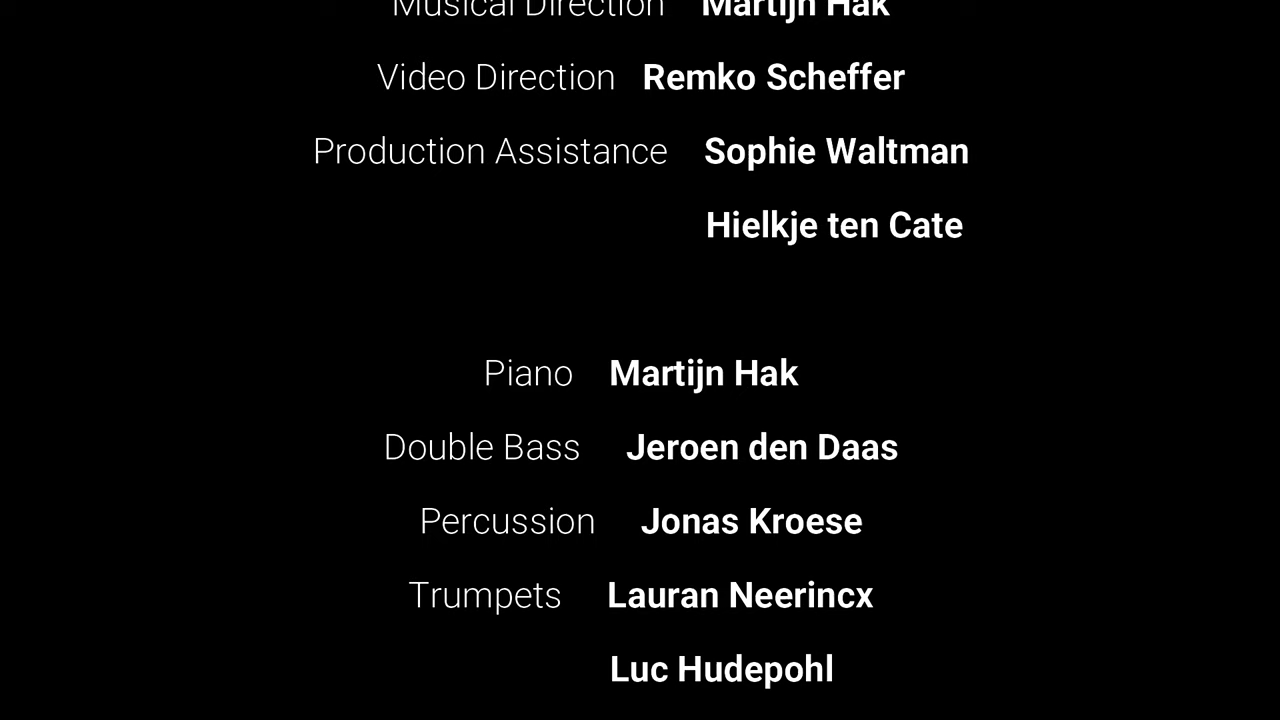 Musical Direction Martijn Hak
Video Direction Remko Scheffer
Production Assistance Sophie Waltman
Hielkje ten Cate
Piano Martijn Hak
Double Bass Jeroen den Daas
Percussion Jonas Kroese
Trumpets Lauran Neerincx
Luc Hudepohl